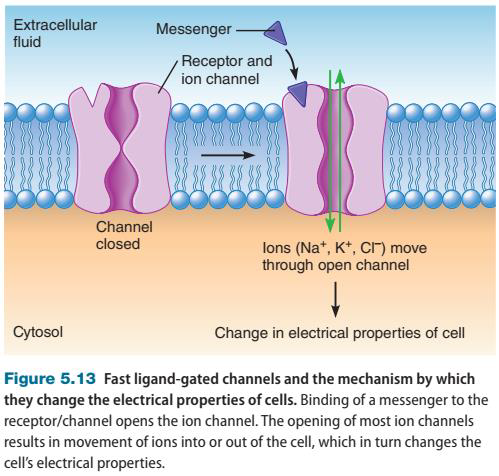 Extracellular
fluid
Messenger
Receptor and
ion channel
Channel
closed
Ions (Na⁺, K⁺, Cl⁻) move
through open channel
Cytosol
Change in electrical properties of cell
Figure 5.13 Fast ligand-gated channels and the mechanism by which
they change the electrical properties of cells. Binding of a messenger to the
receptor/channel opens the ion channel. The opening of most ion channels
results in movement of ions into or out of the cell, which in turn changes the
cell's electrical properties.